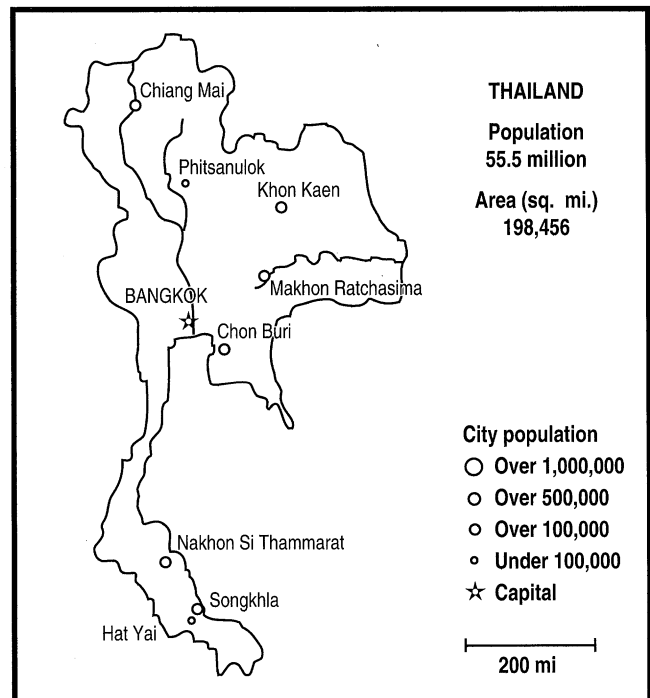 THAILAND
Population
55.5 million
Area (sq. mi.)
198,456
Chiang Mai
Phitsanulok
Khon Kaen
Makhon Ratchasima
BANGKOK
Chon Buri
Nakhon Si Thammarat
Songkhla
Hat Yai
City population
Over 1,000,000
Over 500,000
Over 100,000
Under 100,000
Capital
200 mi